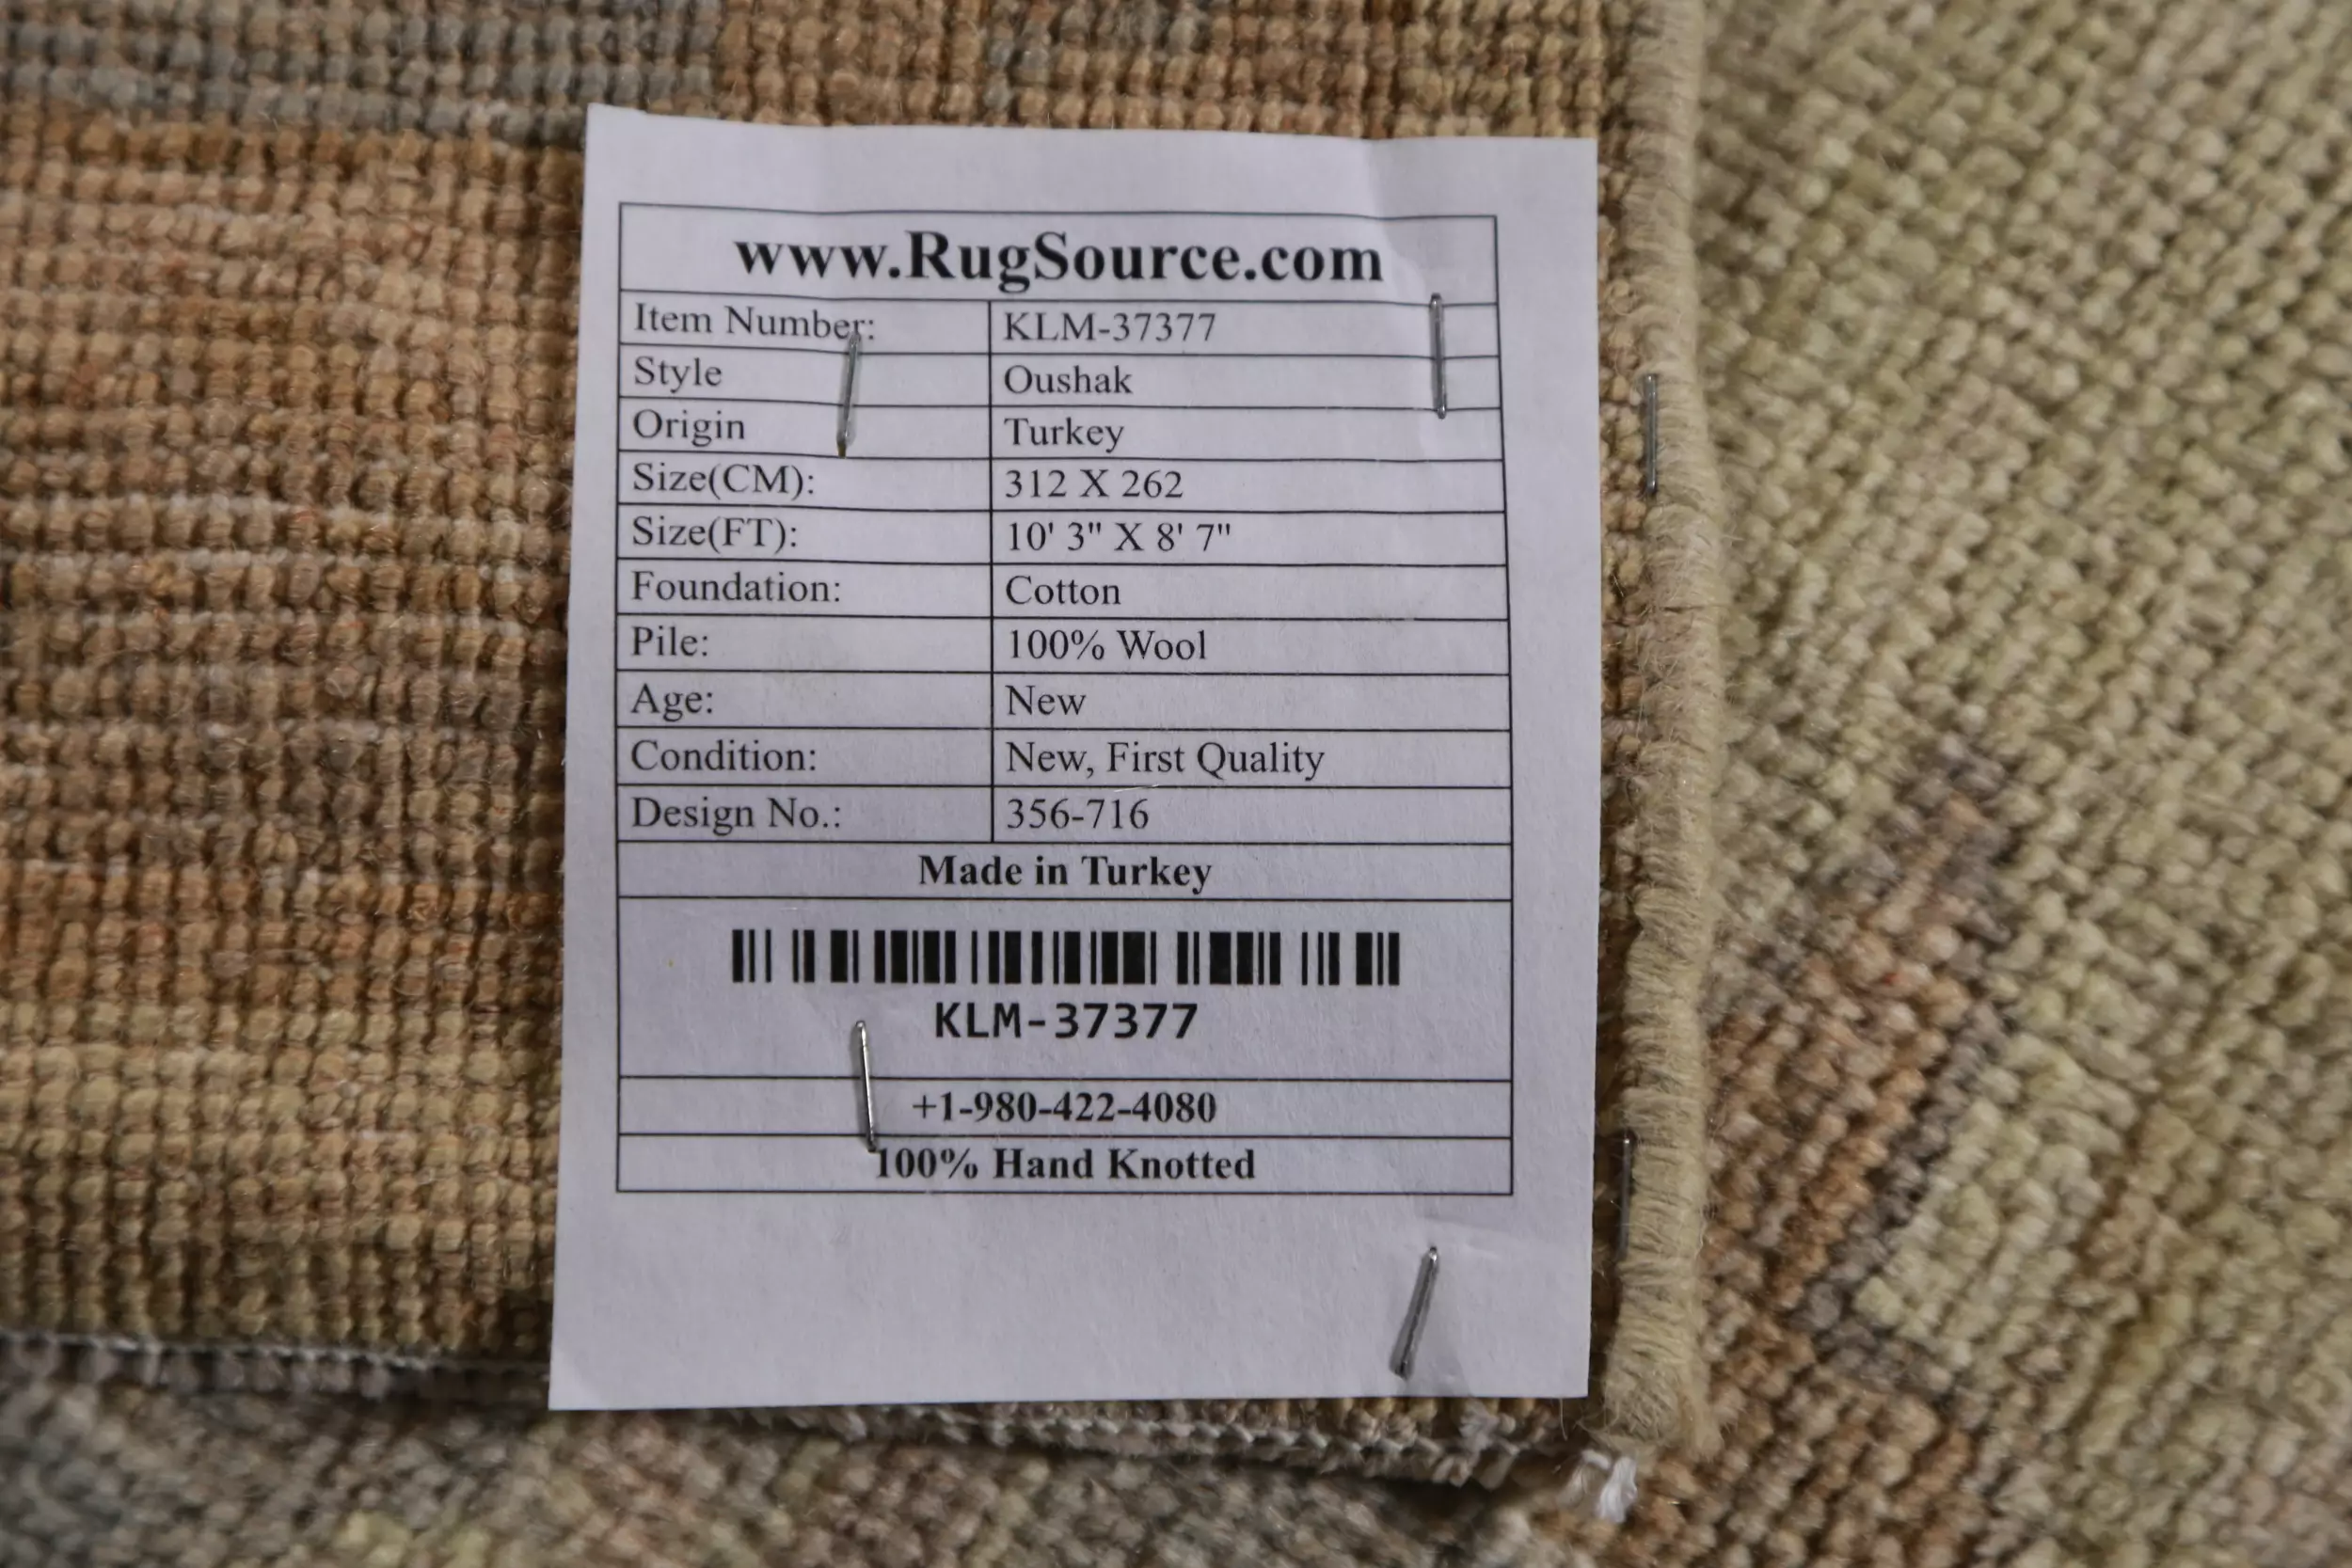 www.RugSource.com
Item Number: KLM-37377
Style Oushak
Origin Turkey
Size(CM): 312 X 262
Size(FT): 10' 3" X 8' 7"
Foundation: Cotton
Pile: 100% Wool
Age: New
Condition: New, First Quality
Design No.: 356-716
Made in Turkey
KLM-37377
+1-980-422-4080
100% Hand Knotted